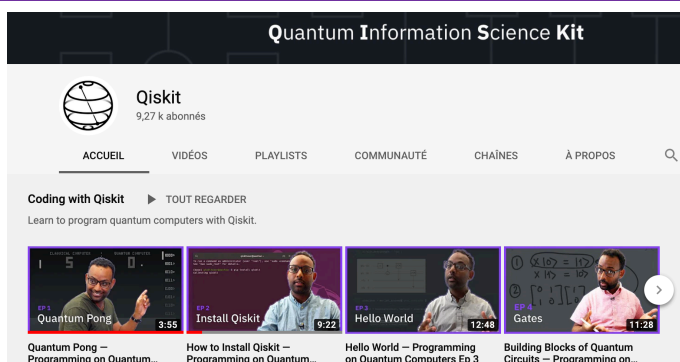 Quantum Information Science Kit
Qiskit
9,27 k abonnés
ACCUEIL
VIDÉOS
PLAYLISTS
COMMUNAUTÉ
CHAÎNES
À PROPOS
Coding with Qiskit
TOUT REGARDER
Learn to program quantum computers with Qiskit.
CLASSICAL COMPUTER
QUANTUM COMPUTER
EP 1
Quantum Pong
3:55
EP 2
Install Qiskit
9:22
EP 3
Hello World
12:48
EP 4
Gates
11:28
Quantum Pong —
Programming on Quantum...
How to Install Qiskit —
Programming on Quantum...
Hello World — Programming
on Quantum Computers Ep 3
Building Blocks of Quantum
Circuits — Programming on...